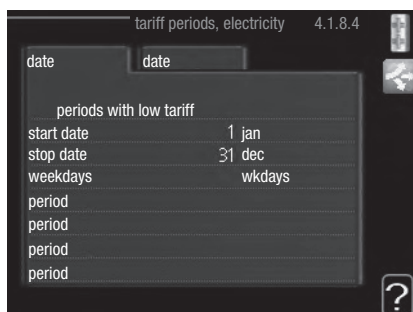 tariff periods, electricity 4.1.8.4
date date
periods with low tariff
start date 1 jan
stop date 31 dec
weekdays wkdays
period
period
period
period
?